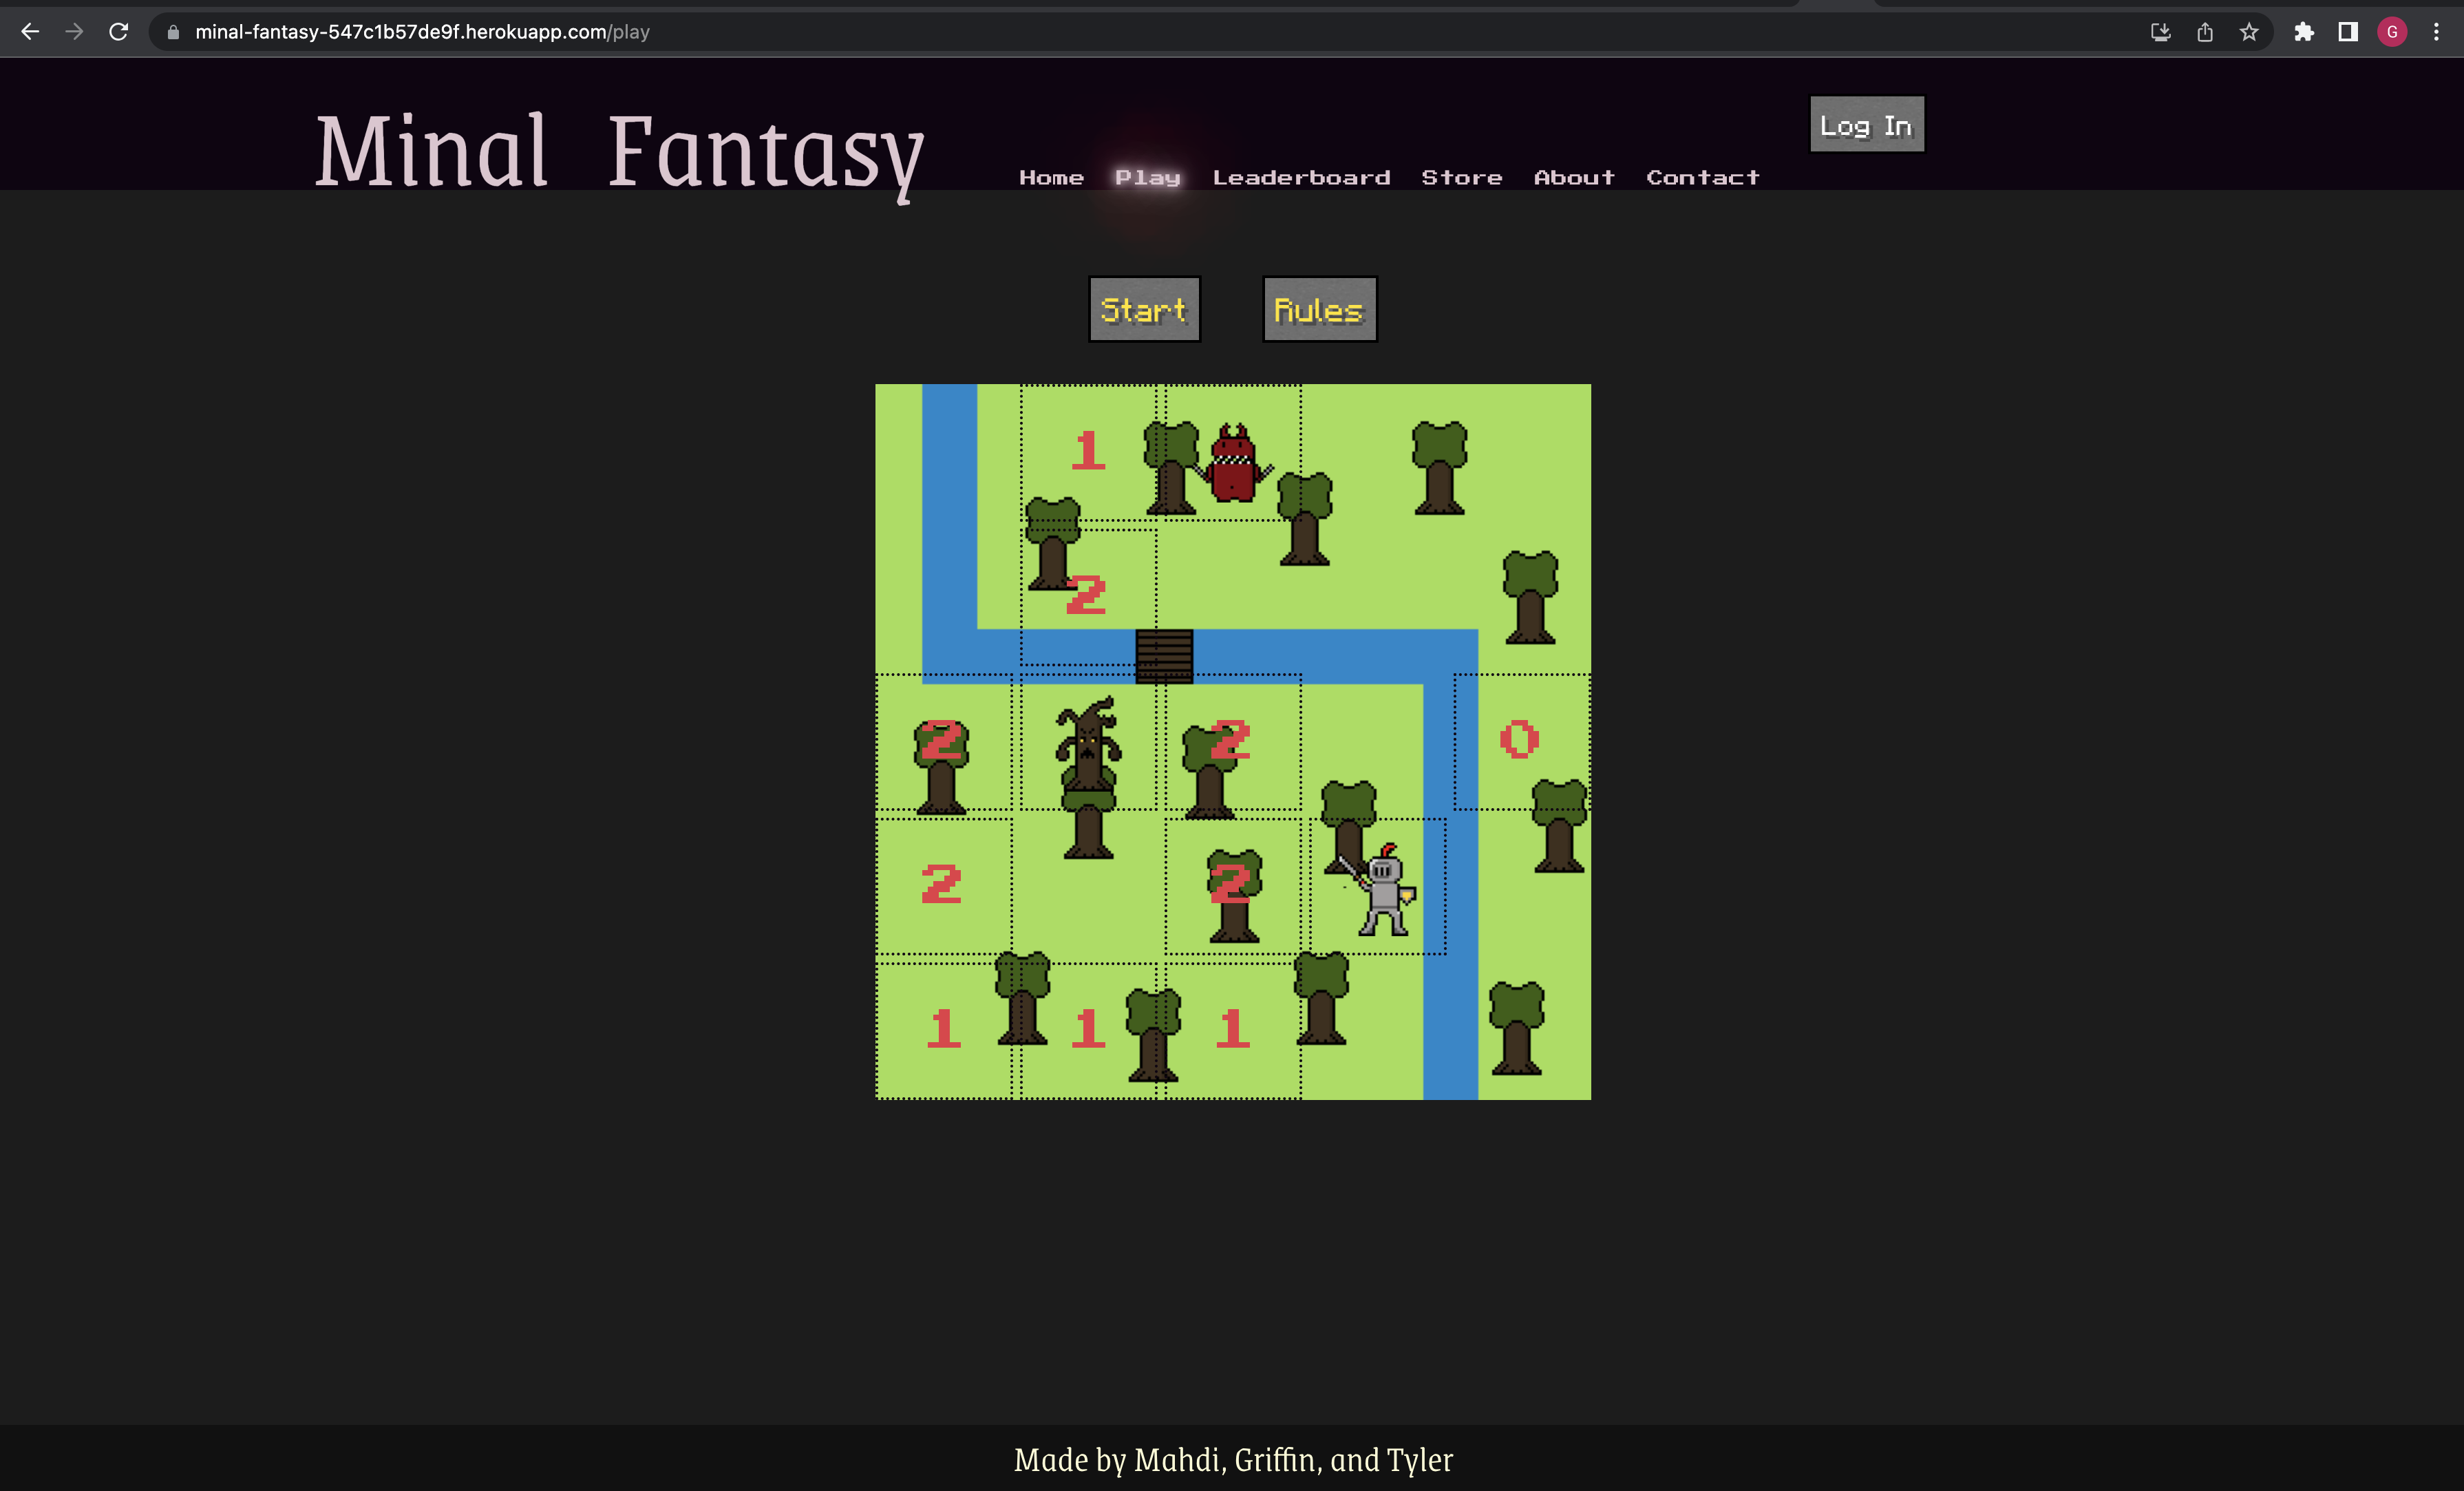 minal-fantasy-547c1b57de9f.herokuapp.com/play
G
Minal Fantasy
Log In
Home Play Leaderboard Store About Contact
Start Rules
1
2
2 2 0
2 2
1 1 1
Made by Mahdi, Griffin, and Tyler